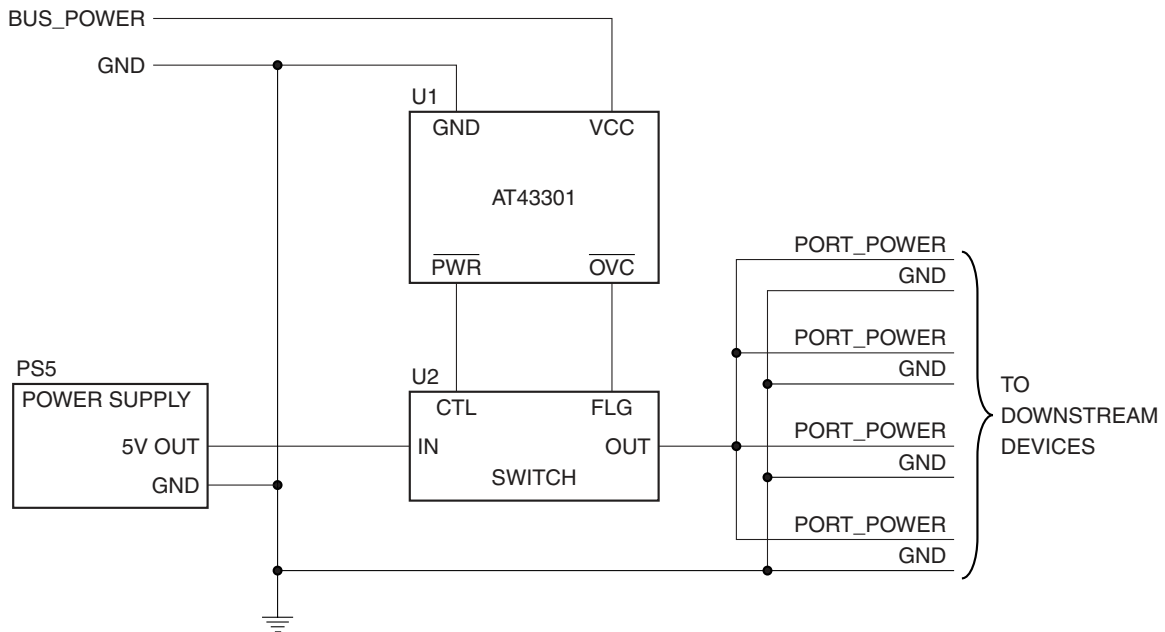 BUS_POWER
GND
U1
GND VCC
AT43301
PWR OVC
PORT_POWER
GND
PORT_POWER
GND
PORT_POWER
GND
PORT_POWER
GND
TO
DOWNSTREAM
DEVICES
PS5
POWER SUPPLY
5V OUT
GND
U2
CTL FLG
IN OUT
SWITCH